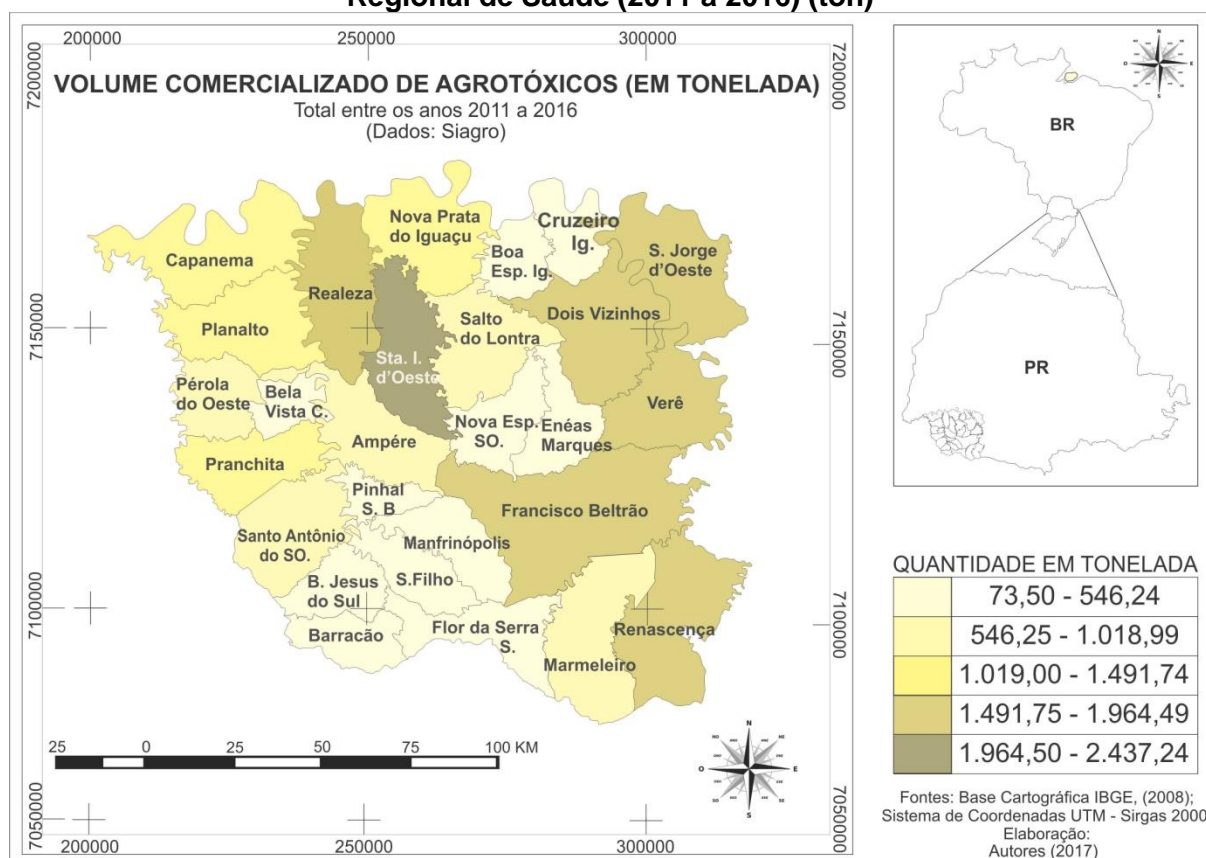 Regional de Saúde (2011 a 2016) (ton)
200000
250000
300000
7200000
7200000
VOLUME COMERCIALIZADO DE AGROTÓXICOS (EM TONELADA)
Total entre os anos 2011 a 2016
(Dados: Siagro)
Capanema
Realeza
Nova Prata
do Iguaçu
Boa
Esp. Ig.
Cruzeiro
Ig.
S. Jorge
d'Oeste
Planalto
Dois Vizinhos
Salto
do Lontra
7150000
7150000
Sta. I.
d'Oeste
Pérola
do Oeste
Bela
Vista C.
Verê
Ampére
Nova Esp.
SO.
Enéas
Marques
Pranchita
Pinhal
S. B
Francisco Beltrão
Santo Antônio
do SO.
Manfrinópolis
B. Jesus
do Sul
S.Filho
7100000
7100000
Barracão
Flor da Serra
S.
Renascença
Marmeleiro
25
0
25
50
75
100 KM
N
O
E
S
7050000
7050000
200000
250000
300000
BR
PR
QUANTIDADE EM TONELADA
73,50 - 546,24
546,25 - 1.018,99
1.019,00 - 1.491,74
1.491,75 - 1.964,49
1.964,50 - 2.437,24
Fontes: Base Cartográfica IBGE, (2008);
Sistema de Coordenadas UTM - Sirgas 2000
Elaboração:
Autores (2017)